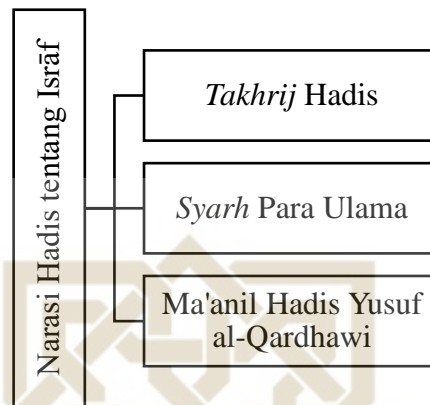 Narasi Hadis tentang Isrāf
Takhrij Hadis
Syarh Para Ulama
Ma'anil Hadis Yusuf
al-Qardhawi